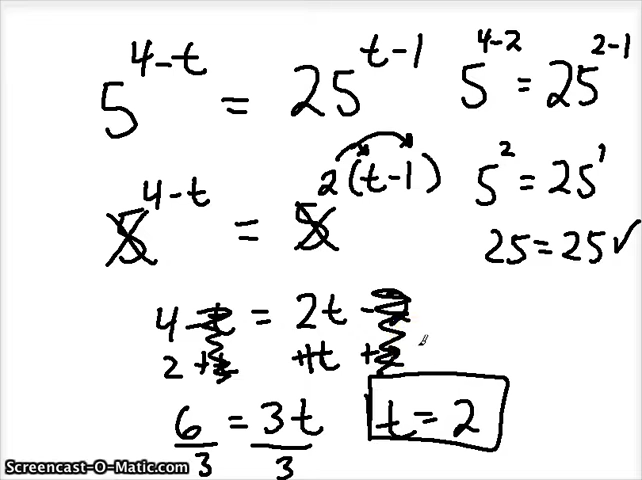 5^(4-t) = 25^(t-1)
5^(4-t) = 5^(2(t-1))
4 - t = 2t - 2
2 + t +1t + 2
6 = 3t
3 3
t = 2
5^(4-2) = 25^(2-1)
5^2 = 25^1
25 = 25 ✓
Screencast-O-Matic.com